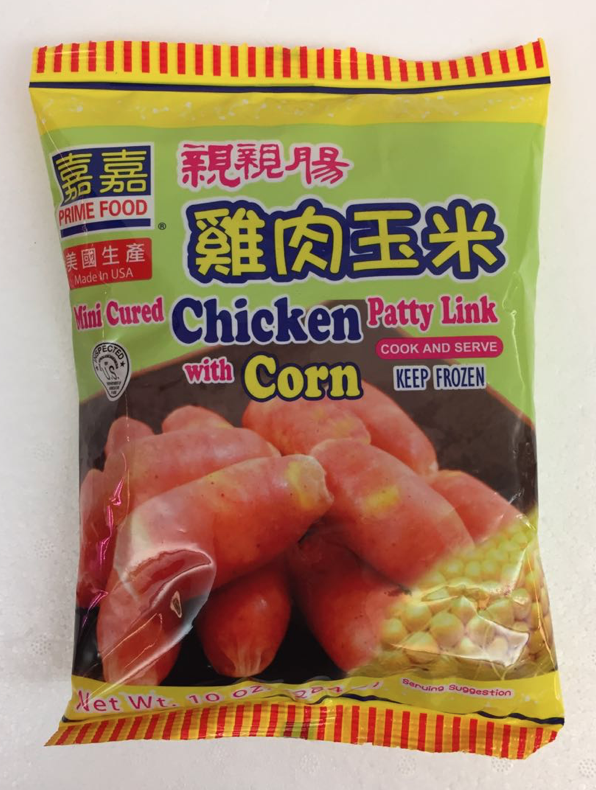 親親腸
嘉嘉
PRIME FOOD
®
雞肉玉米
美國生產
Made In USA
Mini Cured Chicken Patty Link
with Corn
COOK AND SERVE
KEEP FROZEN
INSPECTED
Net Wt. 10 oz.
Serving Suggestion